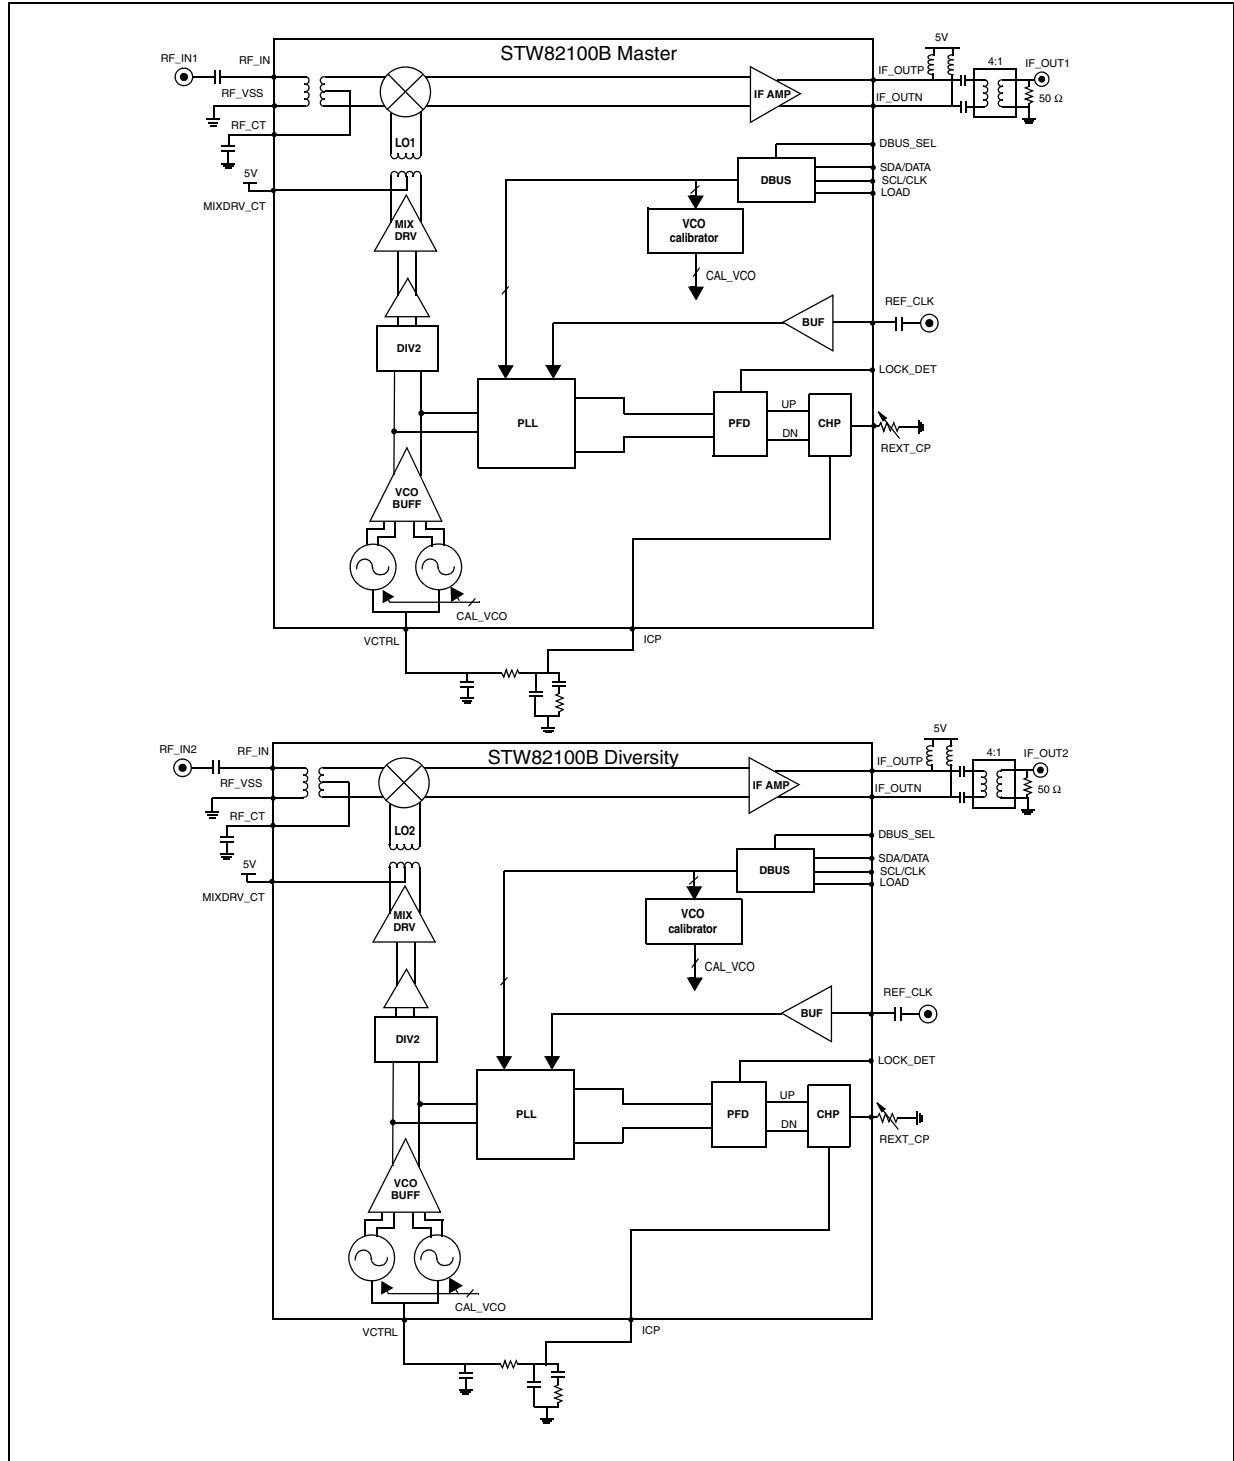 STW82100B Master
RF_IN1
RF_IN
RF_VSS
RF_CT
5V
MIXDRV_CT
LO1
MIX
DRV
DIV2
VCO
BUFF
CAL_VCO
VCTRL
ICP
PLL
PFD
UP
DN
CHP
BUF
VCO
calibrator
CAL_VCO
DBUS
IF AMP
IF_OUTP
IF_OUTN
5V
4:1
IF_OUT1
50 Ω
DBUS_SEL
SDA/DATA
SCL/CLK
LOAD
REF_CLK
LOCK_DET
REXT_CP
STW82100B Diversity
RF_IN2
RF_IN
RF_VSS
RF_CT
5V
MIXDRV_CT
LO2
MIX
DRV
DIV2
VCO
BUFF
CAL_VCO
VCTRL
ICP
PLL
PFD
UP
DN
CHP
BUF
VCO
calibrator
CAL_VCO
DBUS
IF AMP
IF_OUTP
IF_OUTN
5V
4:1
IF_OUT2
50 Ω
DBUS_SEL
SDA/DATA
SCL/CLK
LOAD
REF_CLK
LOCK_DET
REXT_CP